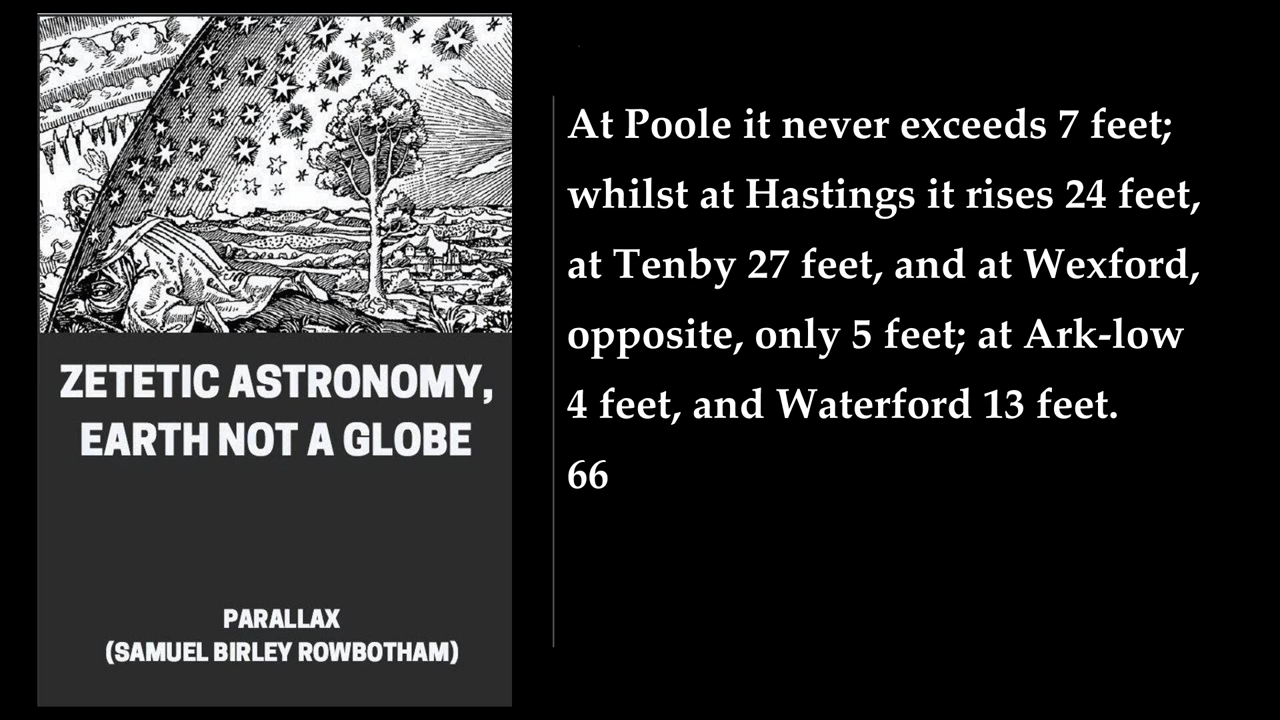 ZETETIC ASTRONOMY,
EARTH NOT A GLOBE
PARALLAX
(SAMUEL BIRLEY ROWBOTHAM)
At Poole it never exceeds 7 feet;
whilst at Hastings it rises 24 feet,
at Tenby 27 feet, and at Wexford,
opposite, only 5 feet; at Ark-low
4 feet, and Waterford 13 feet.
66